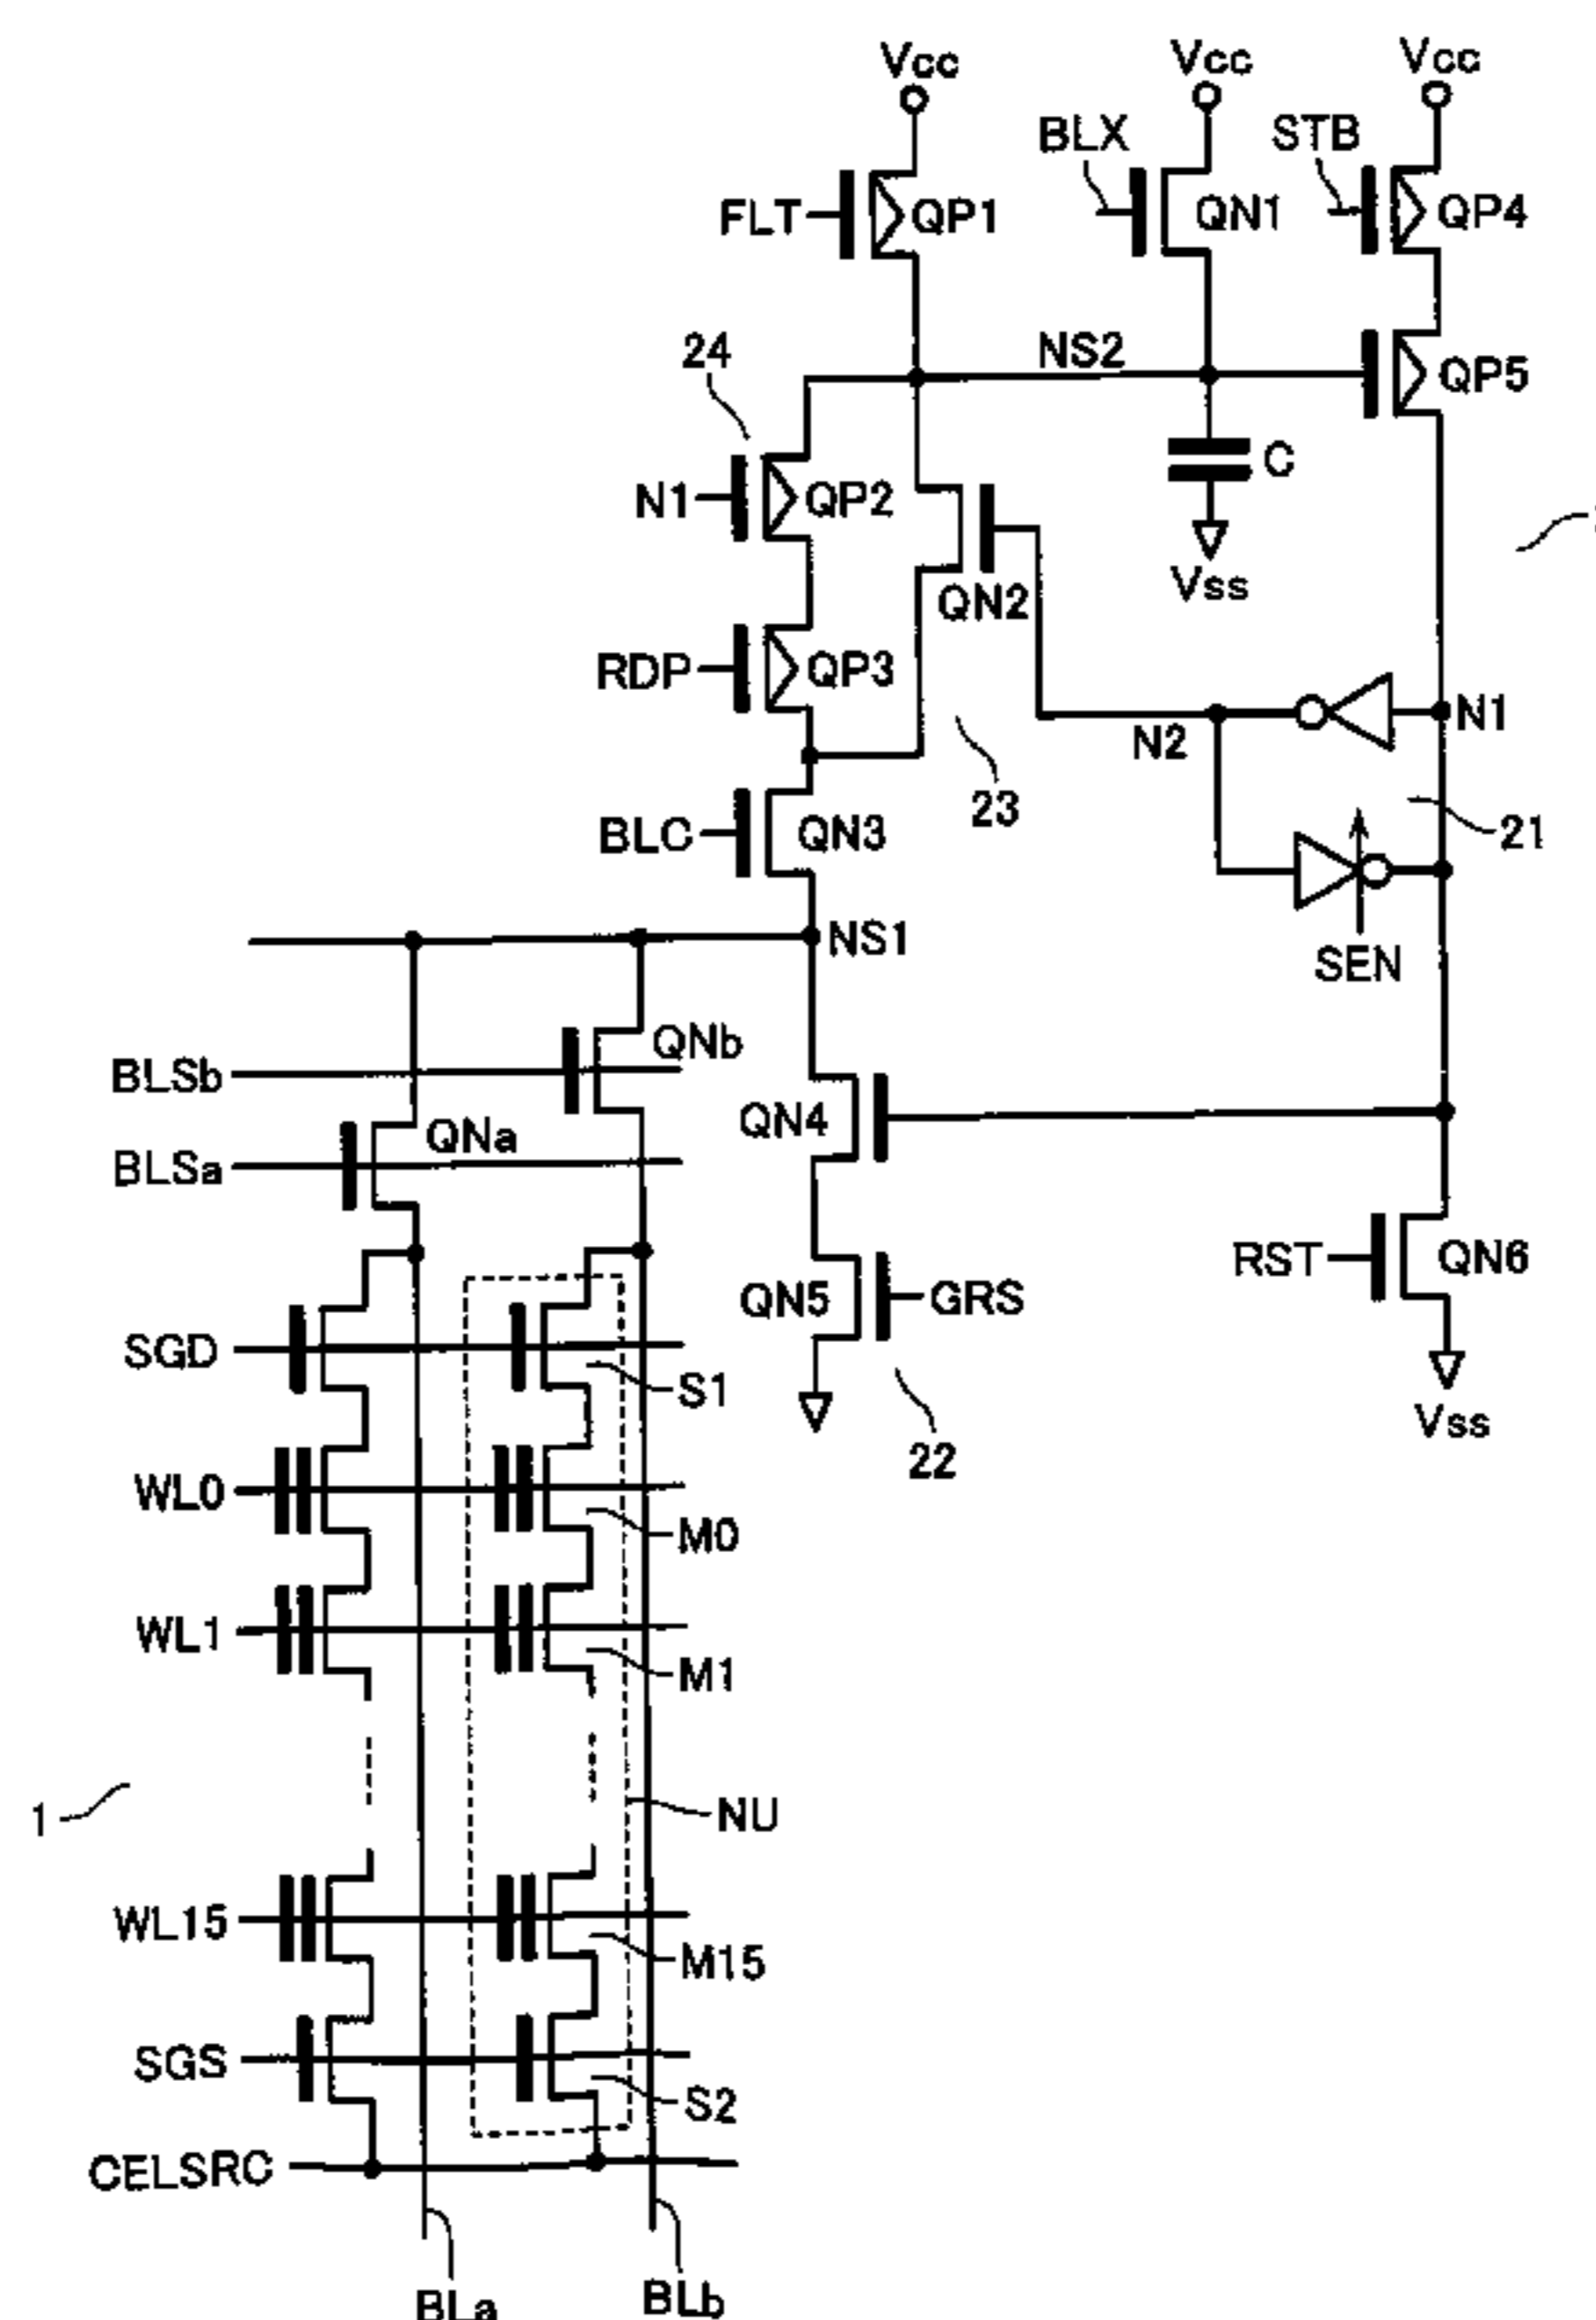 Vcc Vcc Vcc
BLX STB
FLT QP1 QN1 QP4
24 NS2 QP5
N1 QP2 C
QN2 Vss
RDP QP3
N2 N1
23
BLC QN3 21
NS1 SEN
BLSb QNb
QN4
BLSa QNa
RST QN6
QN5 GRS
SGD S1
Vss
22
WL0 M0
WL1 M1
1 NU
WL15 M15
SGS S2
CELSRC
BLa BLb